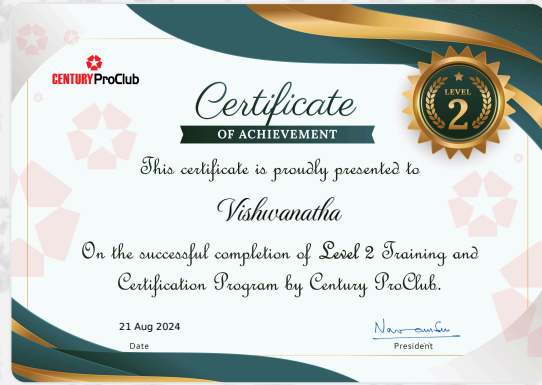 CENTURY ProClub
LEVEL
2
Certificate
OF ACHIEVEMENT
This certificate is proudly presented to
Vishwanatha
On the successful completion of Level 2 Training and
Certification Program by Century ProClub.
21 Aug 2024
Date
President